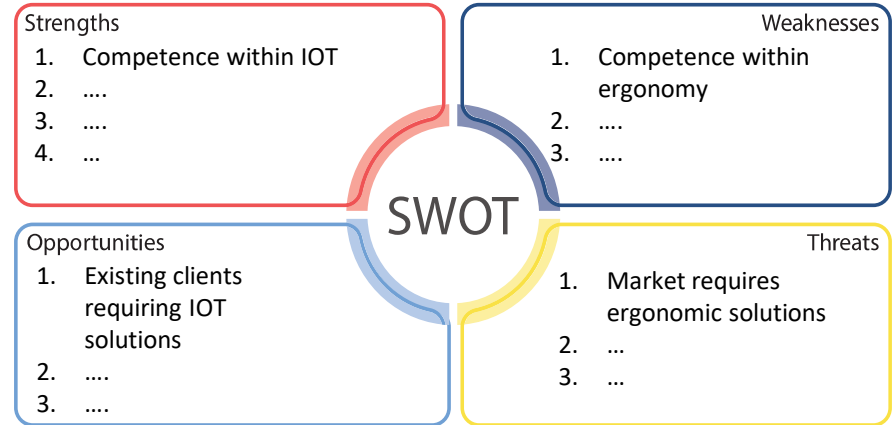 Strengths
1. Competence within IOT
2. ....
3. ....
4. ...
Weaknesses
1. Competence within
ergonomy
2. ....
3. ....
SWOT
Opportunities
1. Existing clients
requiring IOT
solutions
2. ....
3. ....
Threats
1. Market requires
ergonomic solutions
2. ...
3. ...